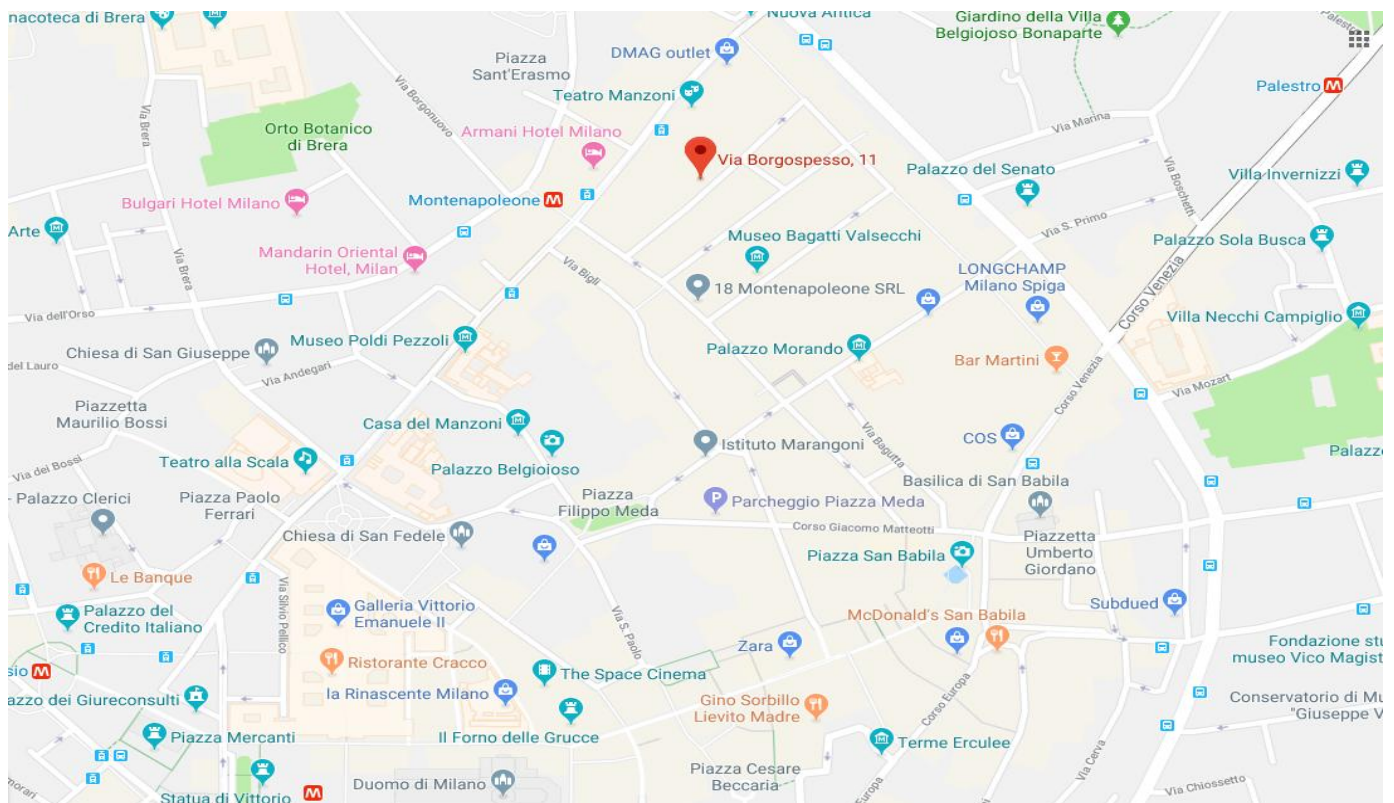 nacoteca di Brera
Nuova Antica
Giardino della Villa
Belgiojoso Bonaparte
Palestro
DMAG outlet
Piazza
Sant'Erasmo
Via Borgonuovo
Teatro Manzoni
Palestro M
Via Brera
Orto Botanico
di Brera
Armani Hotel Milano
Via Marina
Via Borgospesso, 11
Palazzo del Senato
Via Boschetti
Villa Invernizzi
Bulgari Hotel Milano
Montenapoleone M
Via S. Primo
Arte
Museo Bagatti Valsecchi
Palazzo Sola Busca
Mandarin Oriental
Hotel, Milan
Via Brera
Via Bigli
LONGCHAMP
Milano Spiga
18 Montenapoleone SRL
Corso Venezia
Via dell'Orso
Villa Necchi Campiglio
Museo Poldi Pezzoli
Chiesa di San Giuseppe
Palazzo Morando
Bar Martini
del Lauro
Via Andegari
Corso Venezia
Via Mozart
Piazzetta
Maurilio Bossi
Casa del Manzoni
Istituto Marangoni
Via Bagutta
COS
Palazzo
Teatro alla Scala
Palazzo Belgioioso
Via dei Bossi
Basilica di San Babila
- Palazzo Clerici
Piazza Paolo
Ferrari
Piazza
Filippo Meda
P Parcheggio Piazza Meda
Chiesa di San Fedele
Corso Giacomo Matteotti
Piazza San Babila
Piazzetta
Umberto
Giordano
Le Banque
Via Silvio Pellico
Galleria Vittorio
Emanuele II
Palazzo del
Credito Italiano
Via S. Paolo
McDonald's San Babila
Subdued
Zara
Fondazione stu
museo Vico Magist
sio M
Ristorante Cracco
The Space Cinema
la Rinascente Milano
azzo dei Giureconsulti
Gino Sorbillo
Lievito Madre
Corso Europa
Conservatorio di Mu
"Giuseppe V
Piazza Mercanti
Il Forno delle Grucce
Terme Erculee
Via Cerva
Piazza Cesare
Beccaria
Duomo di Milano
Corso Europa
Via Chiossetto
morari
Statua di Vittorio
M